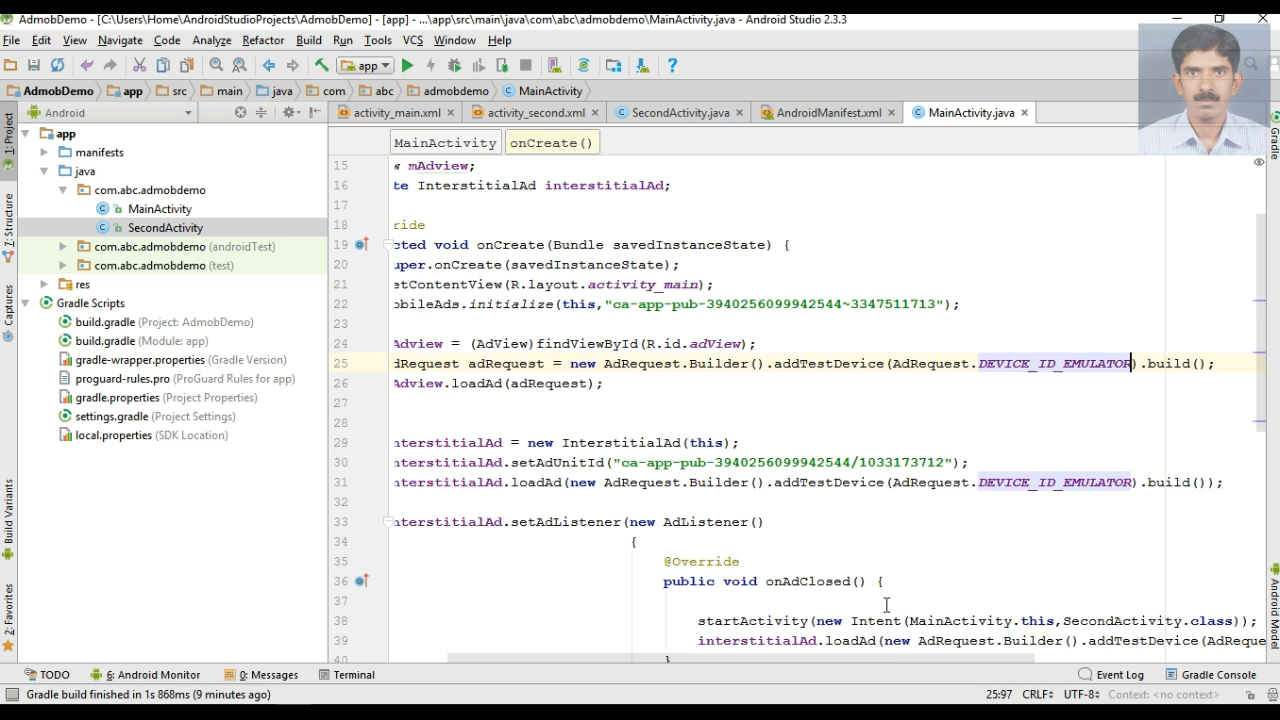 AdmobDemo - [C:\Users\Home\AndroidStudioProjects\AdmobDemo] - [app] - ...\app\src\main\java\com\abc\admobdemo\MainActivity.java - Android Studio 2.3.3
File Edit View Navigate Code Analyze Refactor Build Run Tools VCS Window Help
app
AdmobDemo app src main java com abc admobdemo MainActivity
Android
activity_main.xml activity_second.xml SecondActivity.java AndroidManifest.xml MainActivity.java
1: Project
Z: Structure
Captures
Build Variants
2: Favorites
app
manifests
java
com.abc.admobdemo
MainActivity
SecondActivity
com.abc.admobdemo (androidTest)
com.abc.admobdemo (test)
res
Gradle Scripts
build.gradle (Project: AdmobDemo)
build.gradle (Module: app)
gradle-wrapper.properties (Gradle Version)
proguard-rules.pro (ProGuard Rules for app)
gradle.properties (Project Properties)
settings.gradle (Project Settings)
local.properties (SDK Location)
MainActivity onCreate()
15 w mAdview;
16 te InterstitialAd interstitialAd;
17
18 ride
19 cted void onCreate(Bundle savedInstanceState) {
20 uper.onCreate(savedInstanceState);
21 etContentView(R.layout.activity_main);
22 obileAds.initialize(this,"ca-app-pub-3940256099942544~3347511713");
23
24 Adview = (AdView)findViewById(R.id.adView);
25 dRequest adRequest = new AdRequest.Builder().addTestDevice(AdRequest.DEVICE_ID_EMULATOR).build();
26 Adview.loadAd(adRequest);
27
28
29 nterstitialAd = new InterstitialAd(this);
30 nterstitialAd.setAdUnitId("ca-app-pub-3940256099942544/1033173712");
31 nterstitialAd.loadAd(new AdRequest.Builder().addTestDevice(AdRequest.DEVICE_ID_EMULATOR).build());
32
33 nterstitialAd.setAdListener(new AdListener()
34 {
35 @Override
36 public void onAdClosed() {
37
38 startActivity(new Intent(MainActivity.this,SecondActivity.class));
39 interstitialAd.loadAd(new AdRequest.Builder().addTestDevice(AdReque
40 }
Gradle
Android Model
TODO 6: Android Monitor 0: Messages Terminal Event Log Gradle Console
Gradle build finished in 1s 868ms (9 minutes ago) 25:97 CRLF UTF-8 Context: <no context>